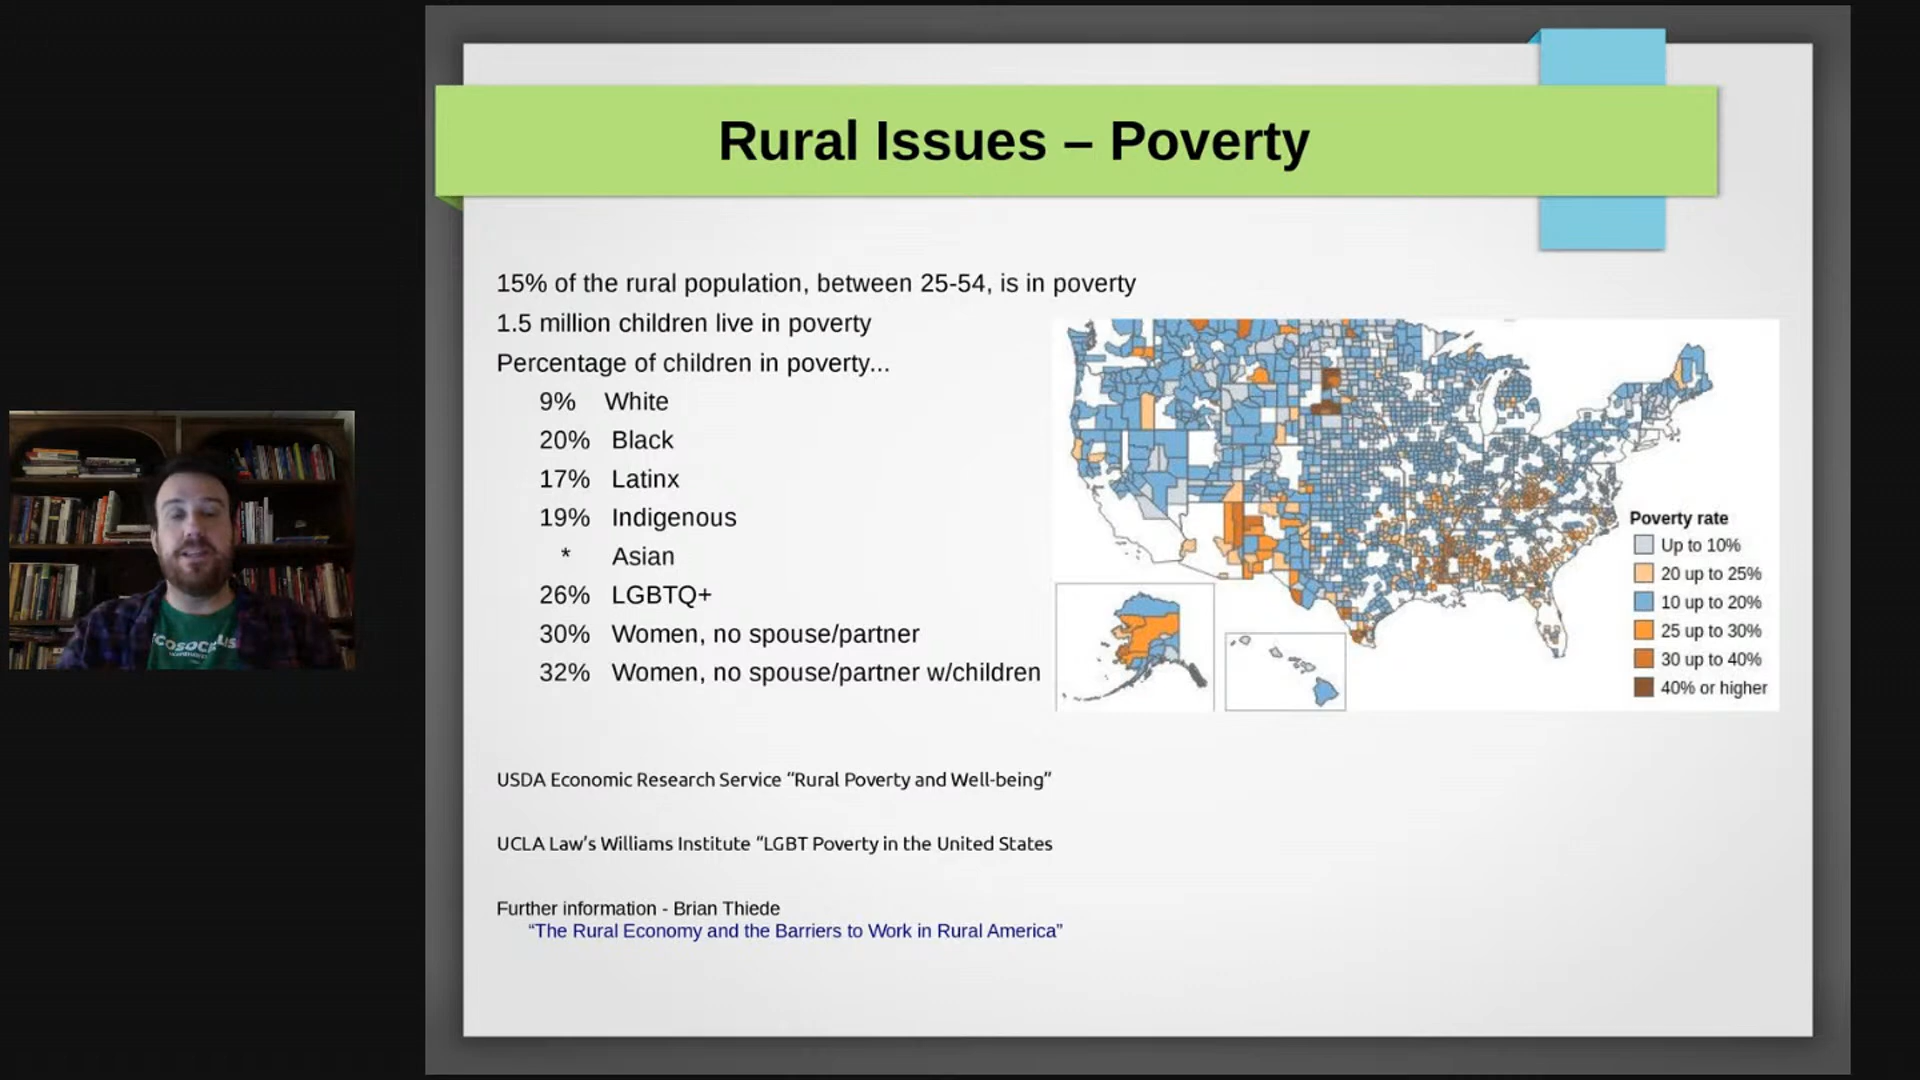 Rural Issues – Poverty
15% of the rural population, between 25-54, is in poverty
1.5 million children live in poverty
Percentage of children in poverty...
9% White
20% Black
17% Latinx
19% Indigenous
* Asian
26% LGBTQ+
30% Women, no spouse/partner
32% Women, no spouse/partner w/children
Poverty rate
Up to 10%
20 up to 25%
10 up to 20%
25 up to 30%
30 up to 40%
40% or higher
USDA Economic Research Service “Rural Poverty and Well-being”
UCLA Law’s Williams Institute “LGBT Poverty in the United States
Further information - Brian Thiede
“The Rural Economy and the Barriers to Work in Rural America”